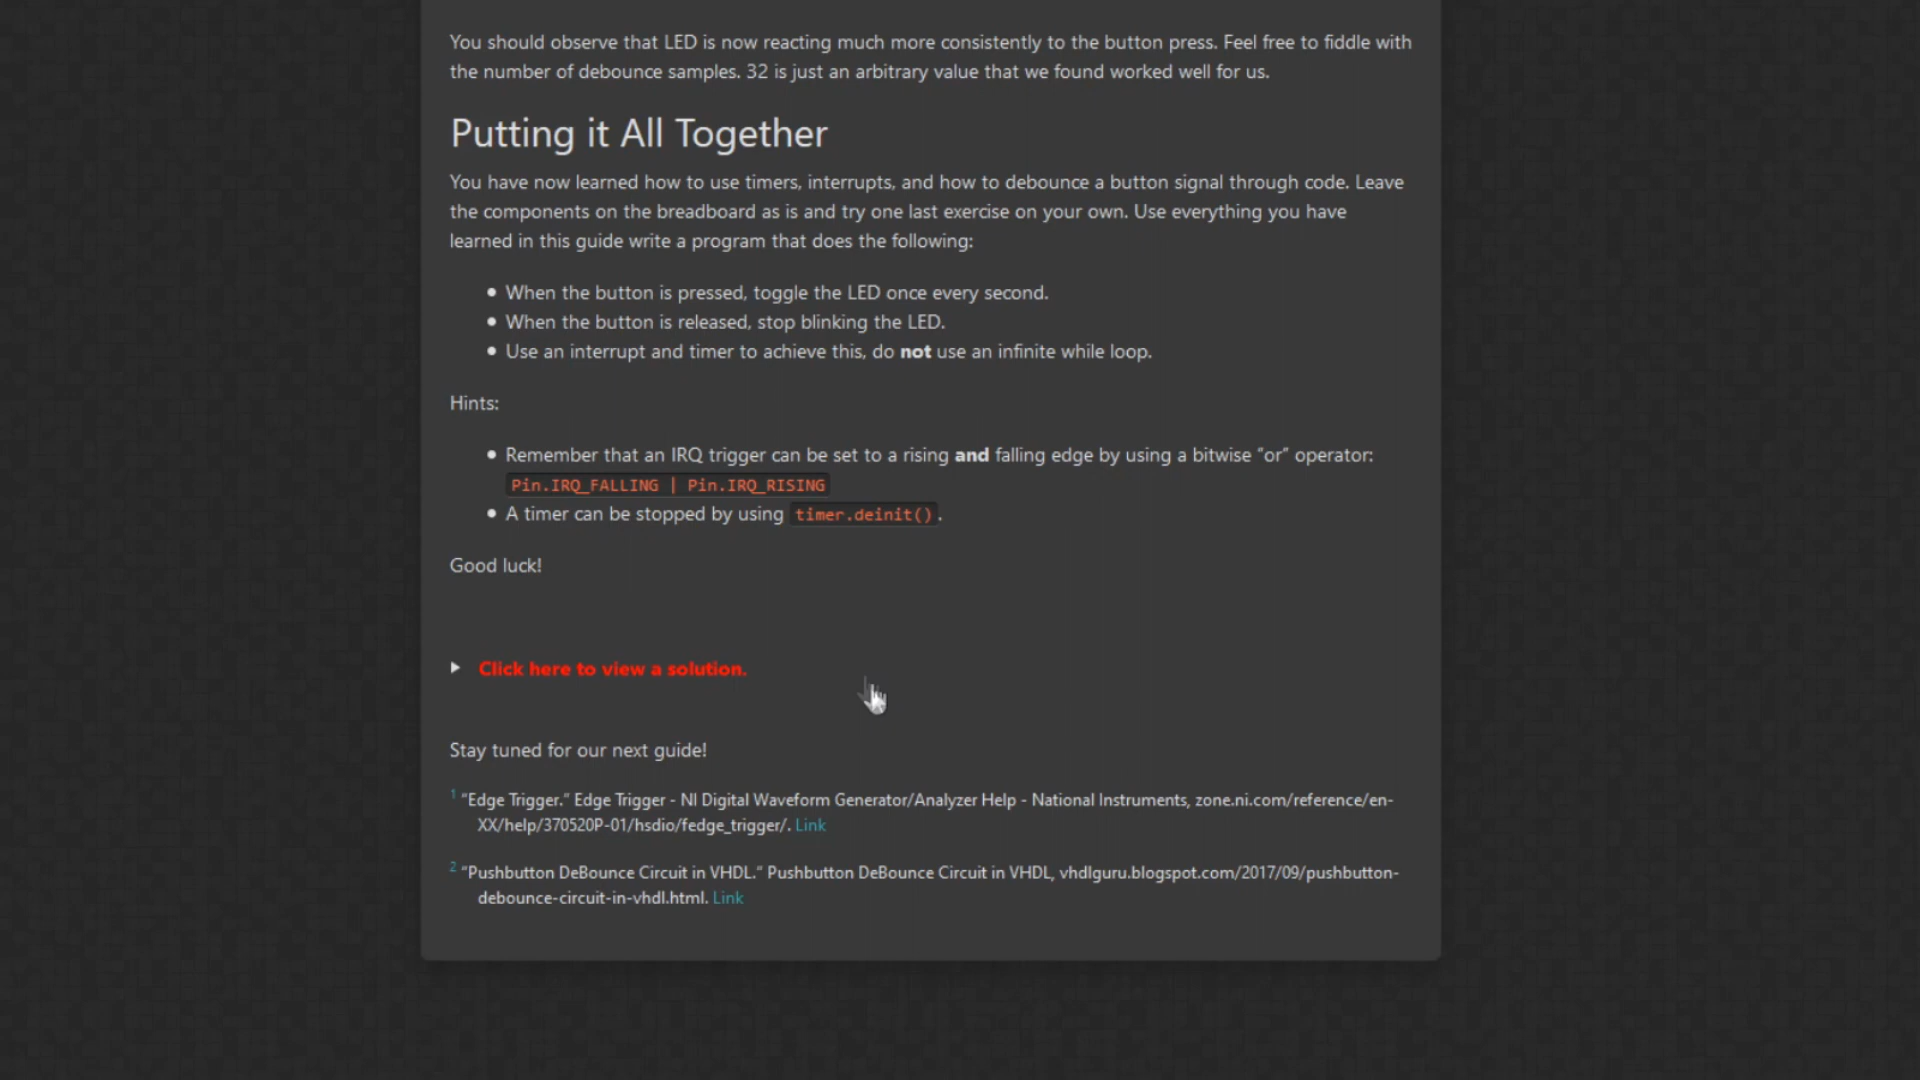 You should observe that LED is now reacting much more consistently to the button press. Feel free to fiddle with
the number of debounce samples. 32 is just an arbitrary value that we found worked well for us.
Putting it All Together
You have now learned how to use timers, interrupts, and how to debounce a button signal through code. Leave
the components on the breadboard as is and try one last exercise on your own. Use everything you have
learned in this guide write a program that does the following:
• When the button is pressed, toggle the LED once every second.
• When the button is released, stop blinking the LED.
• Use an interrupt and timer to achieve this, do not use an infinite while loop.
Hints:
• Remember that an IRQ trigger can be set to a rising and falling edge by using a bitwise “or” operator:
Pin.IRQ_FALLING | Pin.IRQ_RISING
• A timer can be stopped by using timer.deinit() .
Good luck!
Click here to view a solution.
Stay tuned for our next guide!
1 “Edge Trigger.” Edge Trigger - NI Digital Waveform Generator/Analyzer Help - National Instruments, zone.ni.com/reference/en-
XX/help/370520P-01/hsdio/fedge_trigger/. Link
2 “Pushbutton DeBounce Circuit in VHDL.” Pushbutton DeBounce Circuit in VHDL, vhdlguru.blogspot.com/2017/09/pushbutton-
debounce-circuit-in-vhdl.html. Link